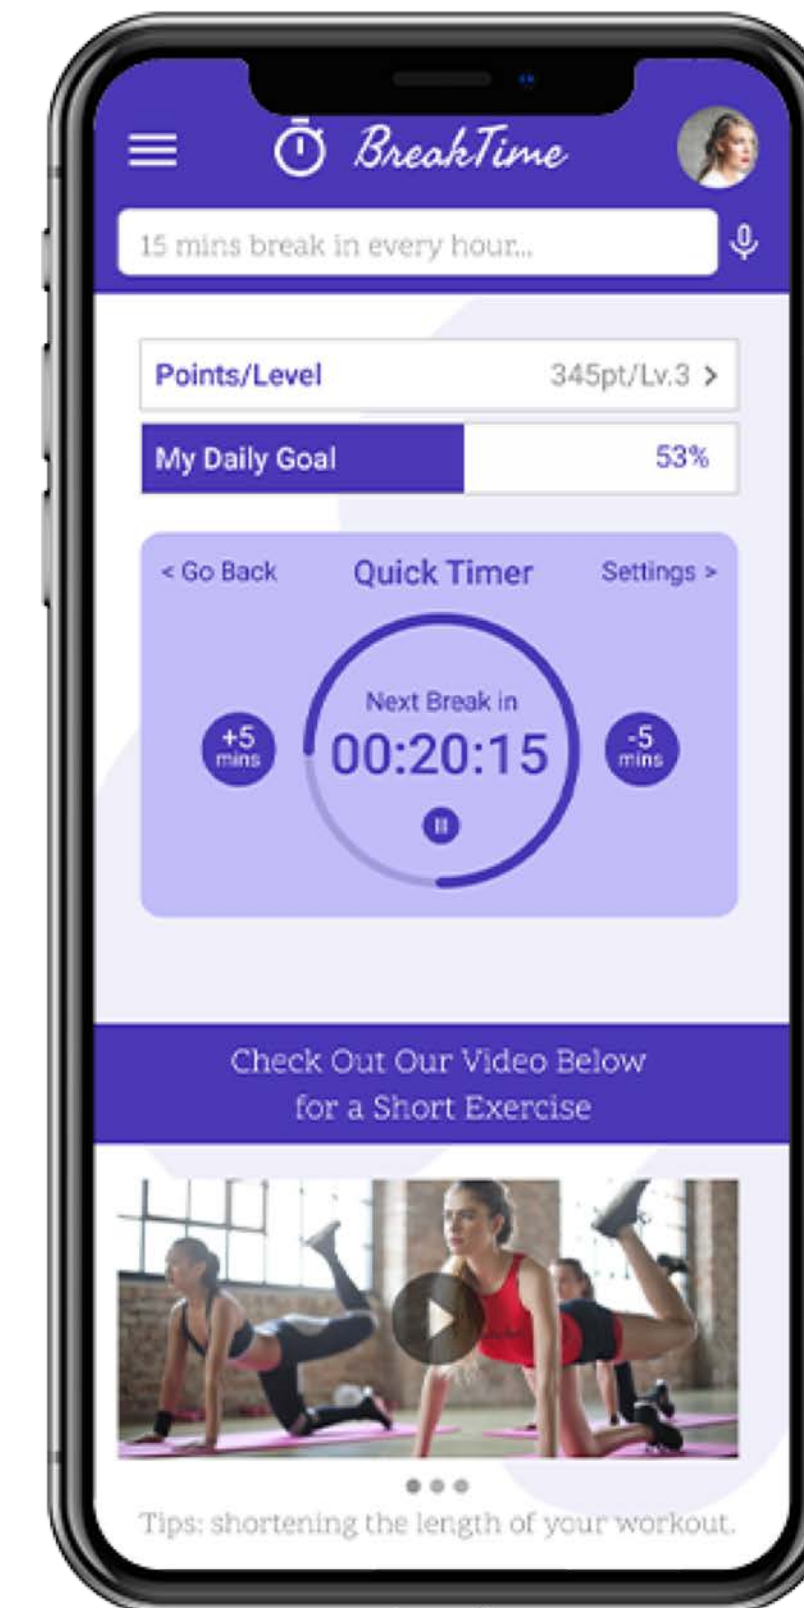 BreakTime
15 mins break in every hour...
Points/Level 345pt/Lv.3 >
My Daily Goal 53%
< Go Back Quick Timer Settings >
Next Break in
+5 mins 00:20:15 -5 mins
Check Out Our Video Below
for a Short Exercise
Tips: shortening the length of your workout.